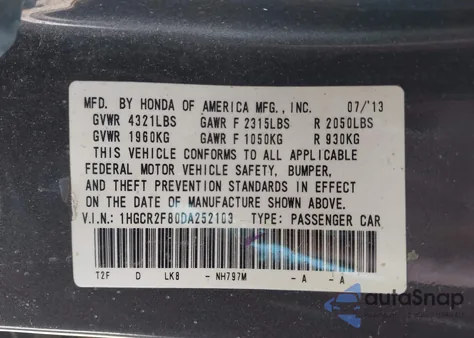 MFD. BY HONDA OF AMERICA MFG., INC. 07/'13
GVWR 4321LBS GAWR F 2315LBS R 2050LBS
GVWR 1960KG GAWR F 1050KG R 930KG
THIS VEHICLE CONFORMS TO ALL APPLICABLE
FEDERAL MOTOR VEHICLE SAFETY, BUMPER,
AND THEFT PREVENTION STANDARDS IN EFFECT
ON THE DATE OF MANUFACTURE SHOWN ABOVE.
V.I.N.: 1HGCR2F80DA252103 TYPE: PASSENGER CAR
T2F D LK8 - NH797M - A - A
autoSnap